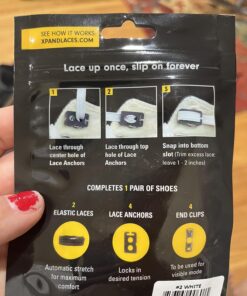 SEE HOW IT WORKS
XPANDLACES.COM
Lace up once, slip on forever
1
2
3
Lace through
center hole of
Lace Anchors
Lace through top
hole of Lace
Anchors
Snap into bottom
slot (Trim excess lace
leave 1 - 2 inches)
COMPLETES 1 PAIR OF SHOES
2
ELASTIC LACES
4
LACE ANCHORS
4
END CLIPS
Automatic stretch
for maximum
comfort
Locks in
desired tension
To be used for
visible mode
#2 WHITE